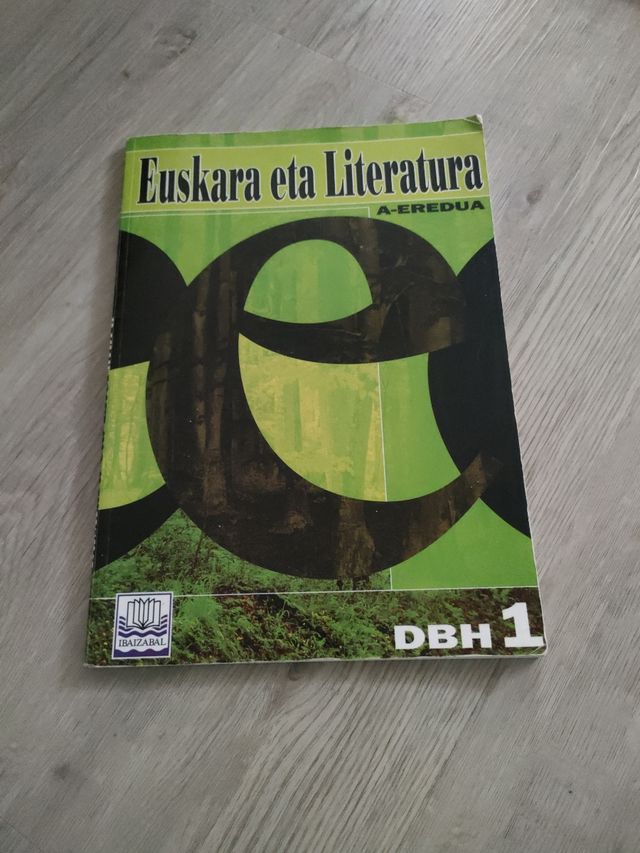 Euskara eta Literatura
A-EREDUA
e
IBAIZABAL
DBH 1